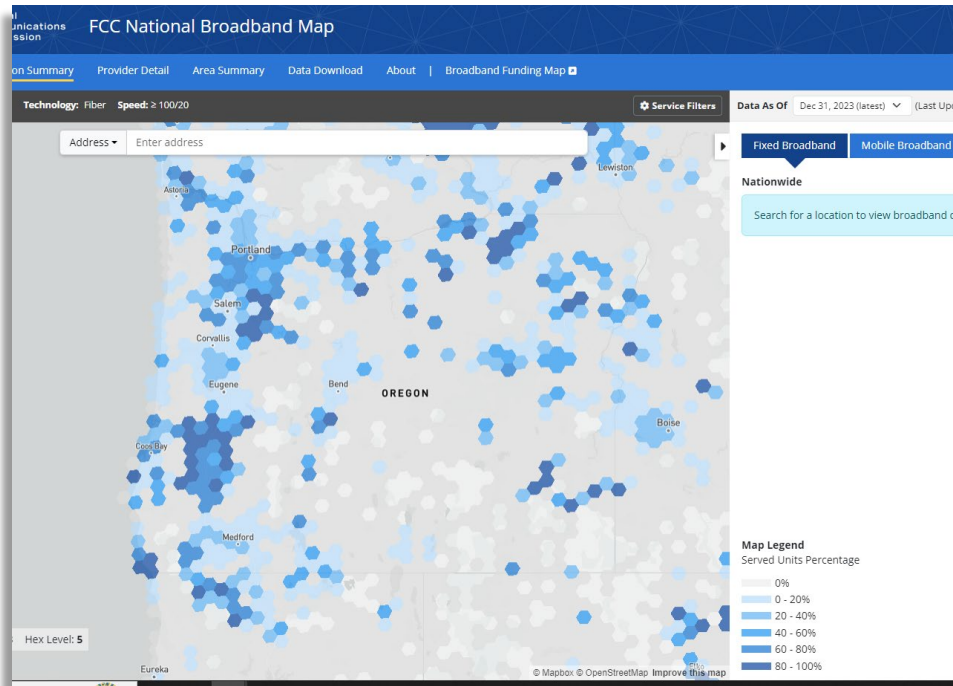 FCC National Broadband Map
Summary Provider Detail Area Summary Data Download About | Broadband Funding Map
Technology: Fiber Speed: ≥ 100/20 Service Filters Data As Of Dec 31, 2023 (latest)
Address Enter address
Fixed Broadband Mobile Broadband
Nationwide
Search for a location to view broadband
Lewiston
Astoria
Portland
Salem
Corvallis
Eugene
Bend
OREGON
Boise
Coos Bay
Medford
Eureka
Hex Level: 5
© Mapbox © OpenStreetMap Improve this map
Map Legend
Served Units Percentage
0%
0 - 20%
20 - 40%
40 - 60%
60 - 80%
80 - 100%